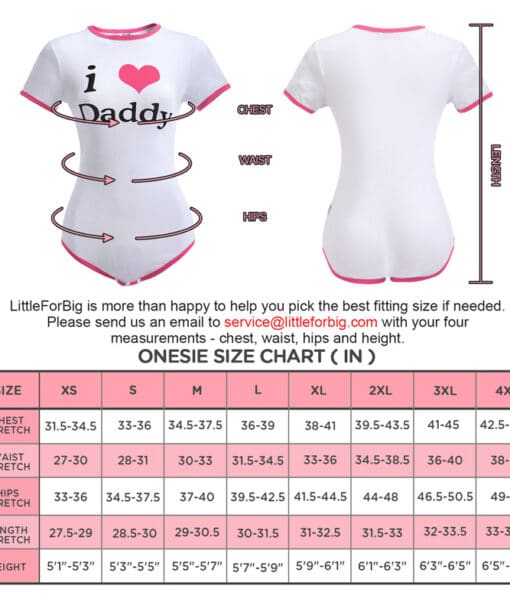 i
Daddy
CHEST
WAIST
HIPS
LENGTH
LittleForBig is more than happy to help you pick the best fitting size if needed.
Please send us an email to service@littleforbig.com with your four
measurements - chest, waist, hips and height.
ONESIE SIZE CHART ( IN )
SIZE XS S M L XL 2XL 3XL 4X
HEST
TRETCH 31.5-34.5 33-36 34.5-37.5 36-39 38-41 39.5-43.5 41-45 42.5-
AIST
TRETCH 27-30 28-31 30-33 31.5-34.5 33-36 34.5-38.5 36-40 38-
HIPS
TRETCH 33-36 34.5-37.5 37-40 39.5-42.5 41.5-44.5 44-48 46.5-50.5 49-
NGTH
TRETCH 27.5-29 28.5-30 29-30.5 30-31.5 31-32.5 31.5-33 32-33.5 33-3
EIGHT 5'1"-5'3" 5'3"-5'5" 5'5"-5'7" 5'7"-5'9" 5'9"-6'1" 6'1"-6'3" 6'3"-6'5" 6'5"-